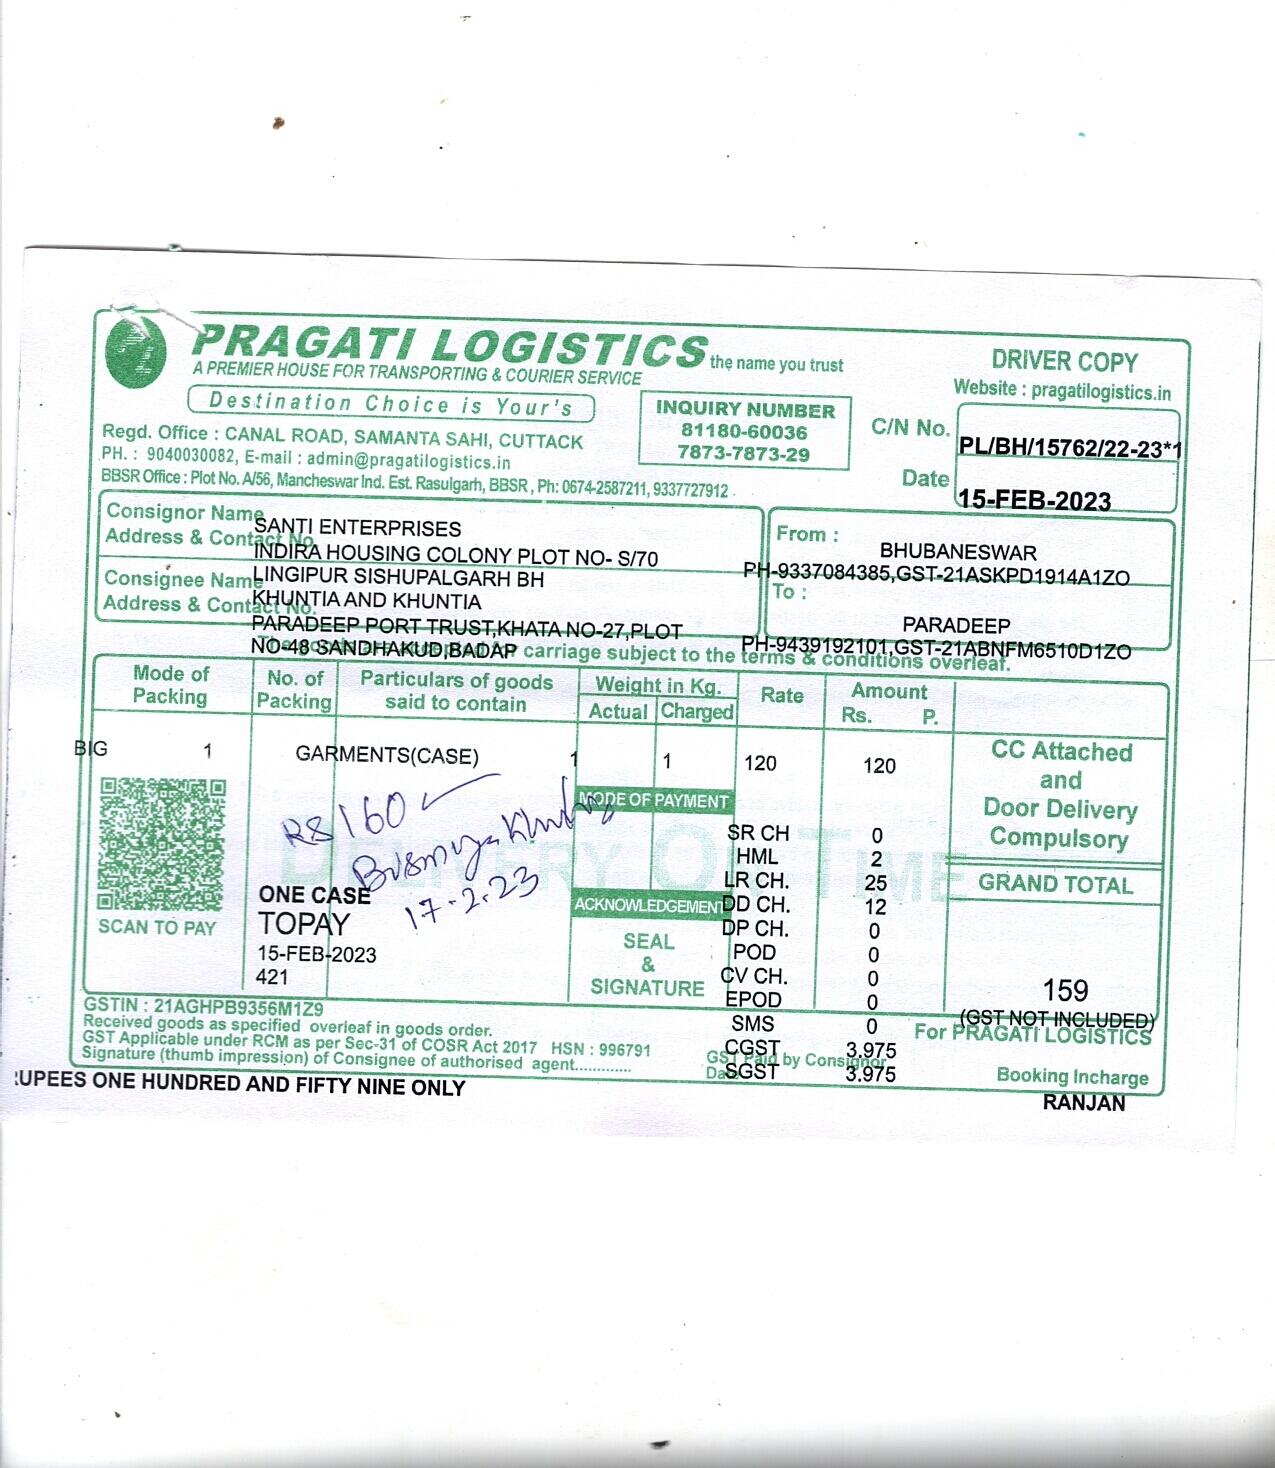 PRAGATI LOGISTICS the name you trust
A PREMIER HOUSE FOR TRANSPORTING & COURIER SERVICE
Destination Choice is Your's
Regd. Office : CANAL ROAD, SAMANTA SAHI, CUTTACK
PH. : 9040030082, E-mail : admin@pragatilogistics.in
BBSR Office : Plot No. A/56, Mancheswar Ind. Est. Rasulgarh, BBSR , Ph: 0674-2587211, 9337727912
INQUIRY NUMBER
81180-60036
7873-7873-29
DRIVER COPY
Website : pragatilogistics.in
C/N No. PL/BH/15762/22-23*1
Date 15-FEB-2023
Consignor Name SANTI ENTERPRISES
Address & Contact No. INDIRA HOUSING COLONY PLOT NO- S/70
LINGIPUR SISHUPALGARH BH
Consignee Name KHUNTIA AND KHUNTIA
Address & Contact No. PARADEEP PORT TRUST,KHATA NO-27,PLOT
NO-48 SANDHAKUD,BADAP
From : BHUBANESWAR
PH-9337084385,GST-21ASKPD1914A1ZO
To : PARADEEP
PH-9439192101,GST-21ABNFM6510D1ZO
carriage subject to the terms & conditions overleaf.
Mode of Packing No. of Packing Particulars of goods said to contain Weight in Kg. Actual Charged Rate Amount Rs. P.
BIG 1 GARMENTS(CASE) 1 1 120 120
CC Attached
and
Door Delivery
Compulsory
RS 160
17-2-23
DELIVERY ON TIME
MODE OF PAYMENT
SR CH 0
HML 2
LR CH. 25
DD CH. 12
DP CH. 0
POD 0
CV CH. 0
EPOD 0
SMS 0
CGST 3.975
SGST 3.975
GRAND TOTAL
159
(GST NOT INCLUDED)
SCAN TO PAY
ONE CASE
TOPAY
15-FEB-2023
421
ACKNOWLEDGEMENT
SEAL
&
SIGNATURE
GSTIN : 21AGHPB9356M1Z9
Received goods as specified overleaf in goods order.
GST Applicable under RCM as per Sec-31 of COSR Act 2017 HSN : 996791
Signature (thumb impression) of Consignee of authorised agent.............
GST Paid by Consignor
For PRAGATI LOGISTICS
Booking Incharge
RANJAN
RUPEES ONE HUNDRED AND FIFTY NINE ONLY